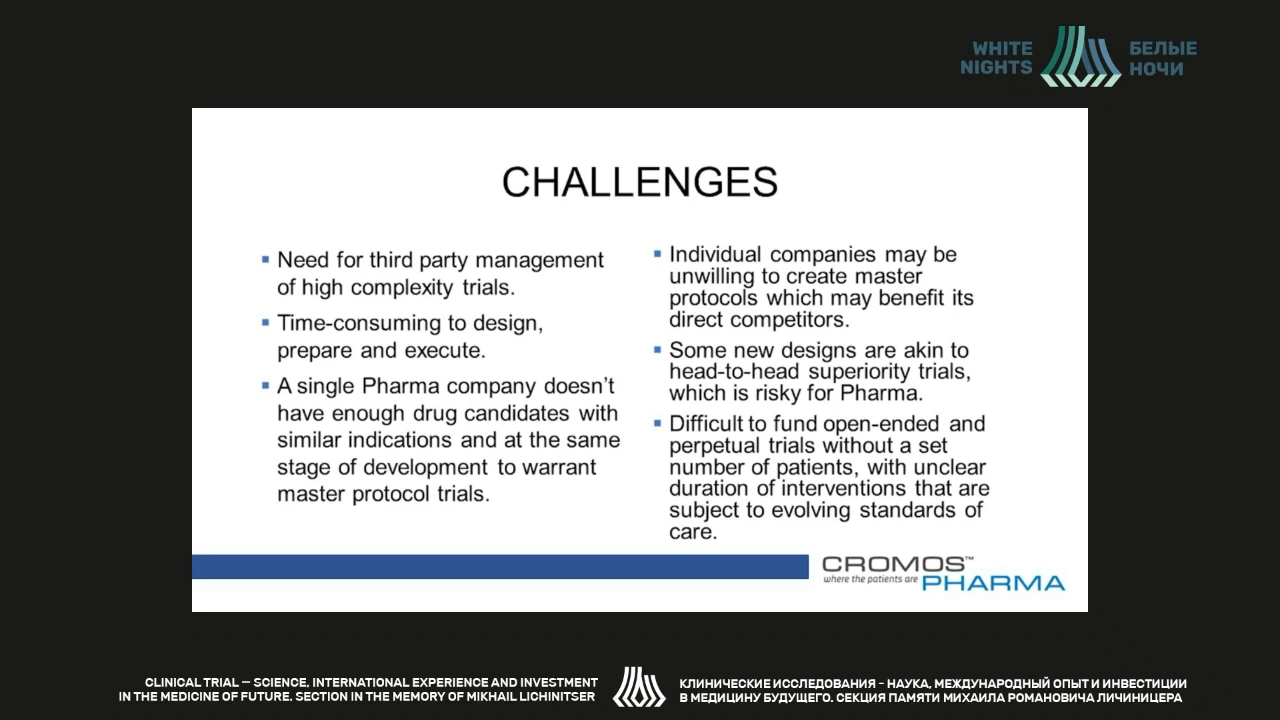 WHITE
NIGHTS
БЕЛЫЕ
НОЧИ
CHALLENGES
▪ Need for third party management
of high complexity trials.
▪ Time-consuming to design,
prepare and execute.
▪ A single Pharma company doesn’t
have enough drug candidates with
similar indications and at the same
stage of development to warrant
master protocol trials.
▪ Individual companies may be
unwilling to create master
protocols which may benefit its
direct competitors.
▪ Some new designs are akin to
head-to-head superiority trials,
which is risky for Pharma.
▪ Difficult to fund open-ended and
perpetual trials without a set
number of patients, with unclear
duration of interventions that are
subject to evolving standards of
care.
CROMOS™
where the patients are PHARMA
CLINICAL TRIAL – SCIENCE, INTERNATIONAL EXPERIENCE AND INVESTMENT
IN THE MEDICINE OF FUTURE. SECTION IN THE MEMORY OF MIKHAIL LICHINITSER
КЛИНИЧЕСКИЕ ИССЛЕДОВАНИЯ - НАУКА, МЕЖДУНАРОДНЫЙ ОПЫТ И ИНВЕСТИЦИИ
В МЕДИЦИНУ БУДУЩЕГО. СЕКЦИЯ ПАМЯТИ МИХАИЛА РОМАНОВИЧА ЛИЧИНИЦЕРА